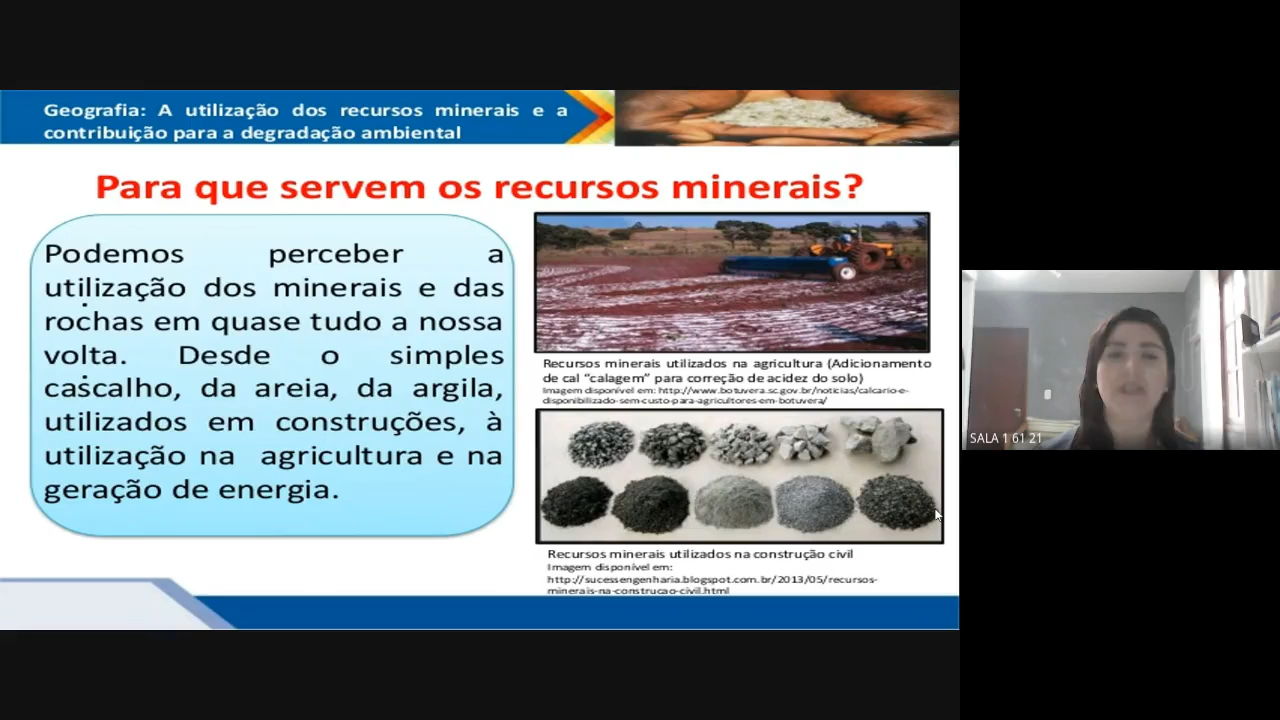 Geografia: A utilização dos recursos minerais e a
contribuição para a degradação ambiental
Para que servem os recursos minerais?
Podemos perceber a
utilização dos minerais e das
rochas em quase tudo a nossa
volta. Desde o simples
cascalho, da areia, da argila,
utilizados em construções, à
utilização na agricultura e na
geração de energia.
Recursos minerais utilizados na agricultura (Adicionamento
de cal “calagem” para correção de acidez do solo)
Imagem disponível em: http://www.botuvera.sc.gov.br/noticias/calcario-e-
disponibilizado-sem-custo-para-agricultores-em-botuvera/
Recursos minerais utilizados na construção civil
Imagem disponível em:
http://sucessengenharia.blogspot.com.br/2013/05/recursos-
minerais-na-construcao-civil.html
SALA 1 61 21